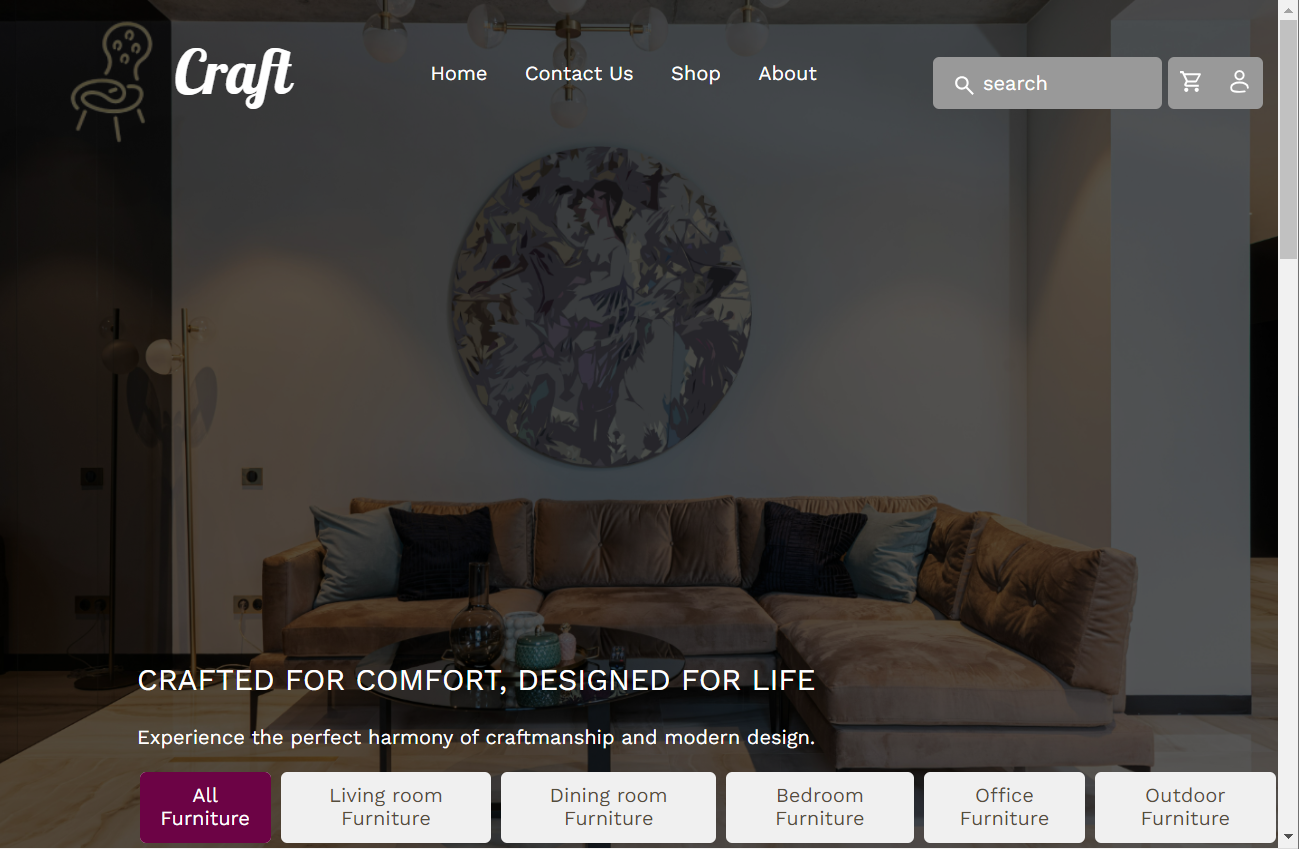 Craft
Home
Contact Us
Shop
About
search
CRAFTED FOR COMFORT, DESIGNED FOR LIFE
Experience the perfect harmony of craftmanship and modern design.
All
Furniture
Living room
Furniture
Dining room
Furniture
Bedroom
Furniture
Office
Furniture
Outdoor
Furniture